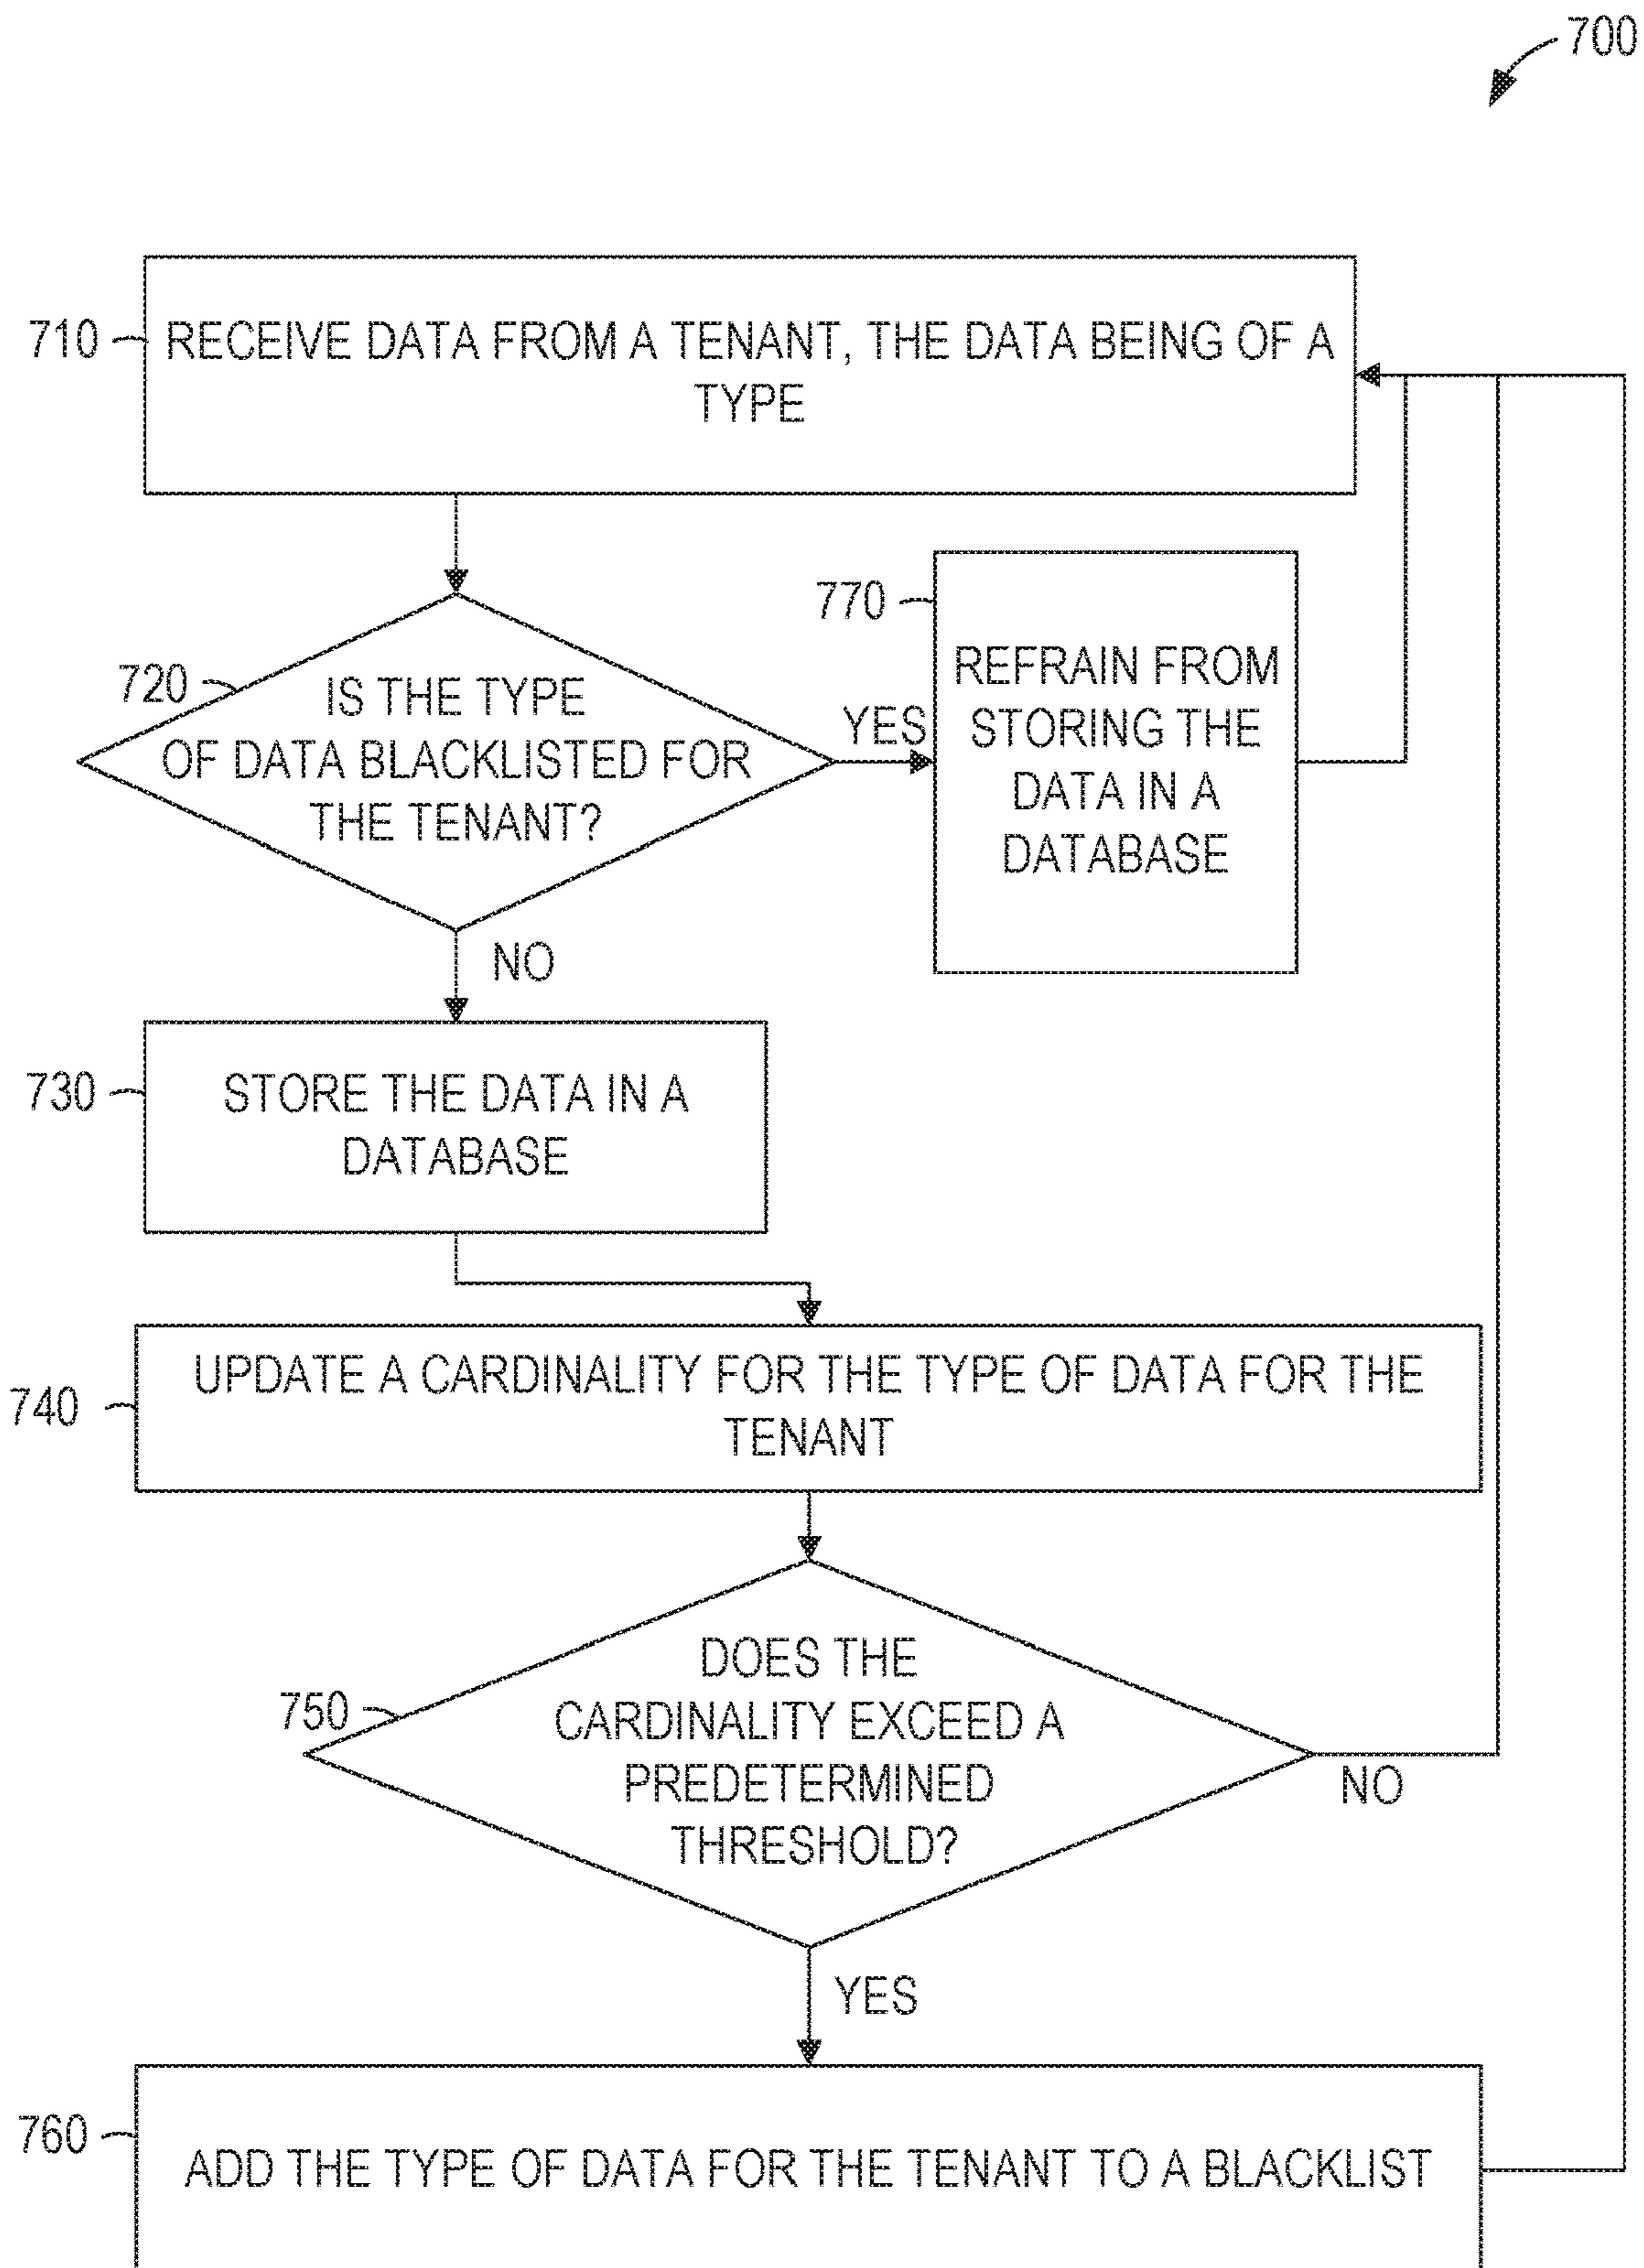 700
710
RECEIVE DATA FROM A TENANT, THE DATA BEING OF A
TYPE
720
IS THE TYPE
OF DATA BLACKLISTED FOR
THE TENANT?
YES
770
REFRAIN FROM
STORING THE
DATA IN A
DATABASE
NO
730
STORE THE DATA IN A
DATABASE
740
UPDATE A CARDINALITY FOR THE TYPE OF DATA FOR THE
TENANT
750
DOES THE
CARDINALITY EXCEED A
PREDETERMINED
THRESHOLD?
NO
YES
760
ADD THE TYPE OF DATA FOR THE TENANT TO A BLACKLIST